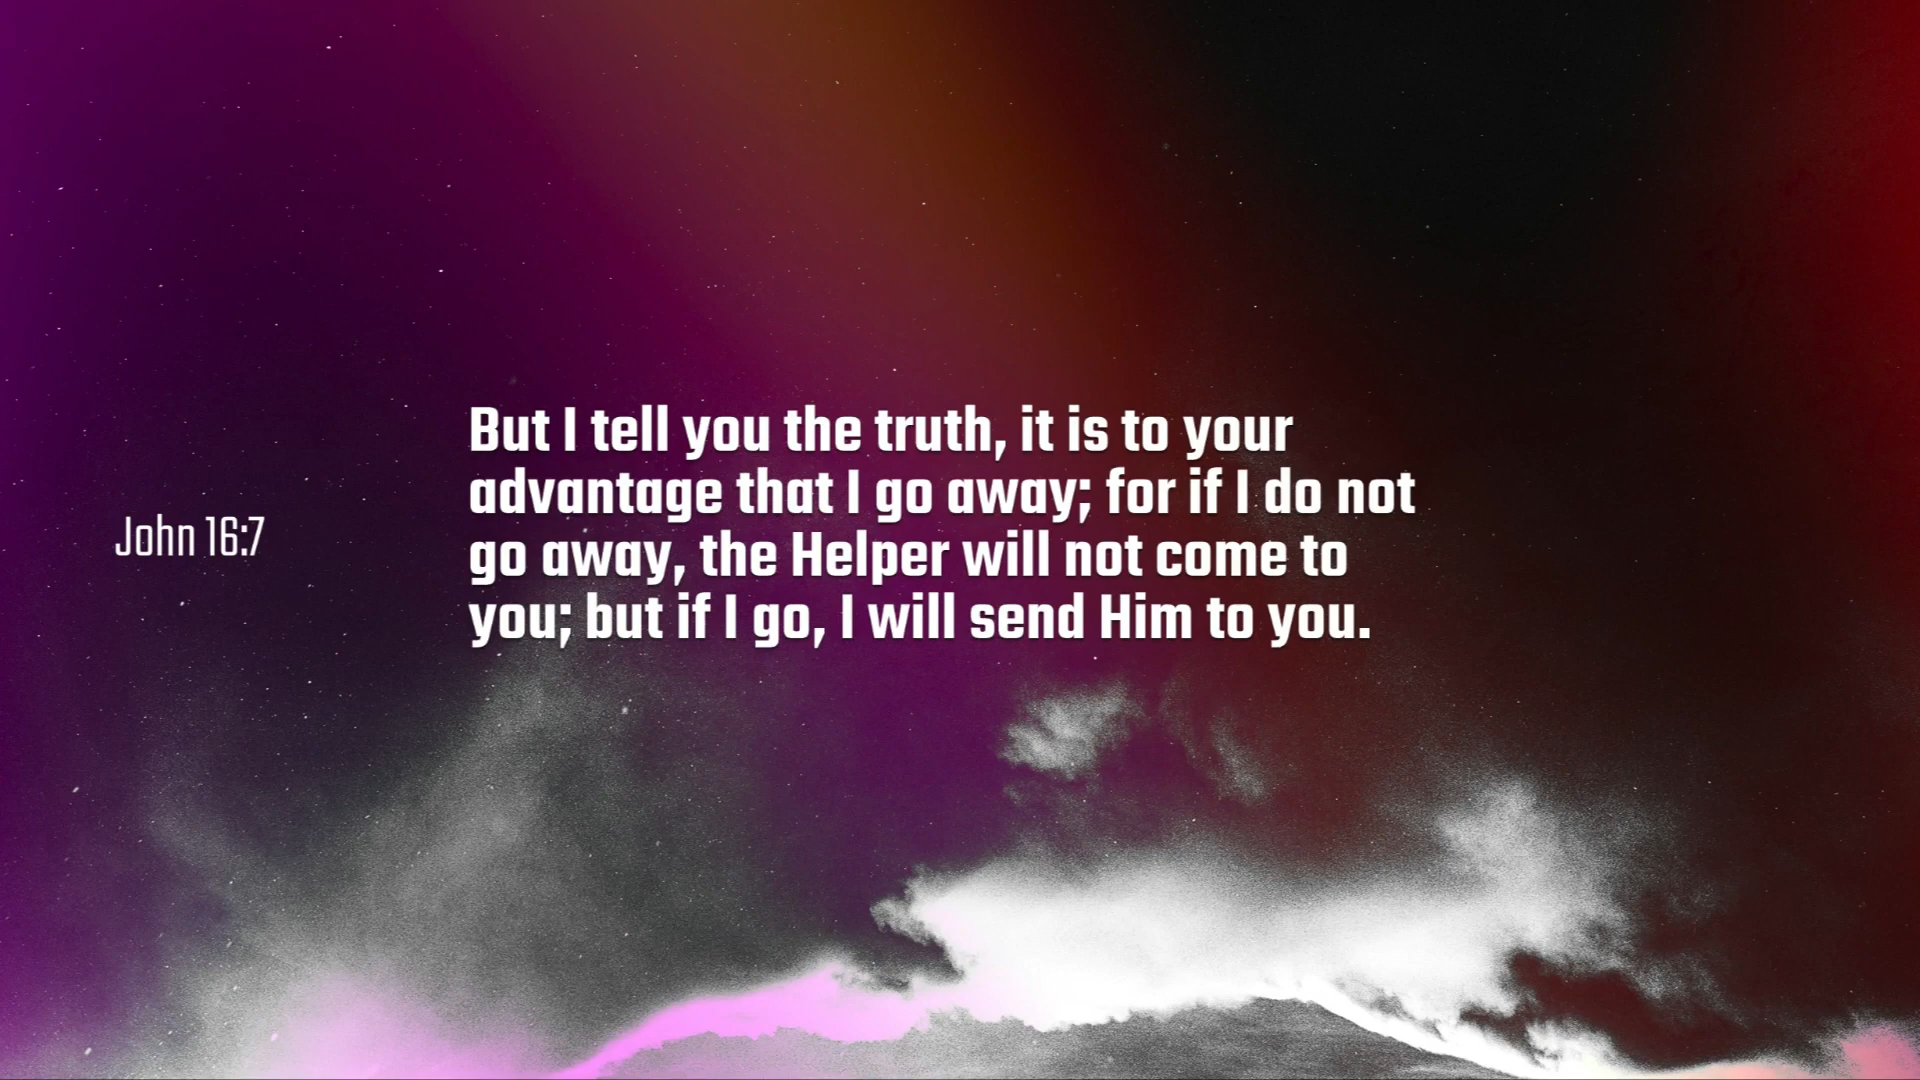 John 16:7
But I tell you the truth, it is to your
advantage that I go away; for if I do not
go away, the Helper will not come to
you; but if I go, I will send Him to you.